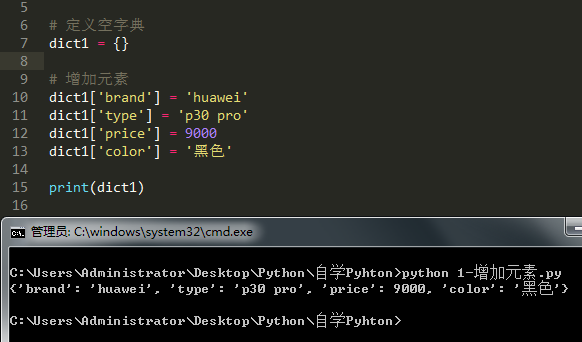 5
6 # 定义空字典
7 dict1 = {}
8
9 # 增加元素
10 dict1['brand'] = 'huawei'
11 dict1['type'] = 'p30 pro'
12 dict1['price'] = 9000
13 dict1['color'] = '黑色'
14
15 print(dict1)
16
管理员: C:\windows\system32\cmd.exe
C:\Users\Administrator\Desktop\Python\自学Pyhton>python 1-增加元素.py
{'brand': 'huawei', 'type': 'p30 pro', 'price': 9000, 'color': '黑色'}
C:\Users\Administrator\Desktop\Python\自学Pyhton>